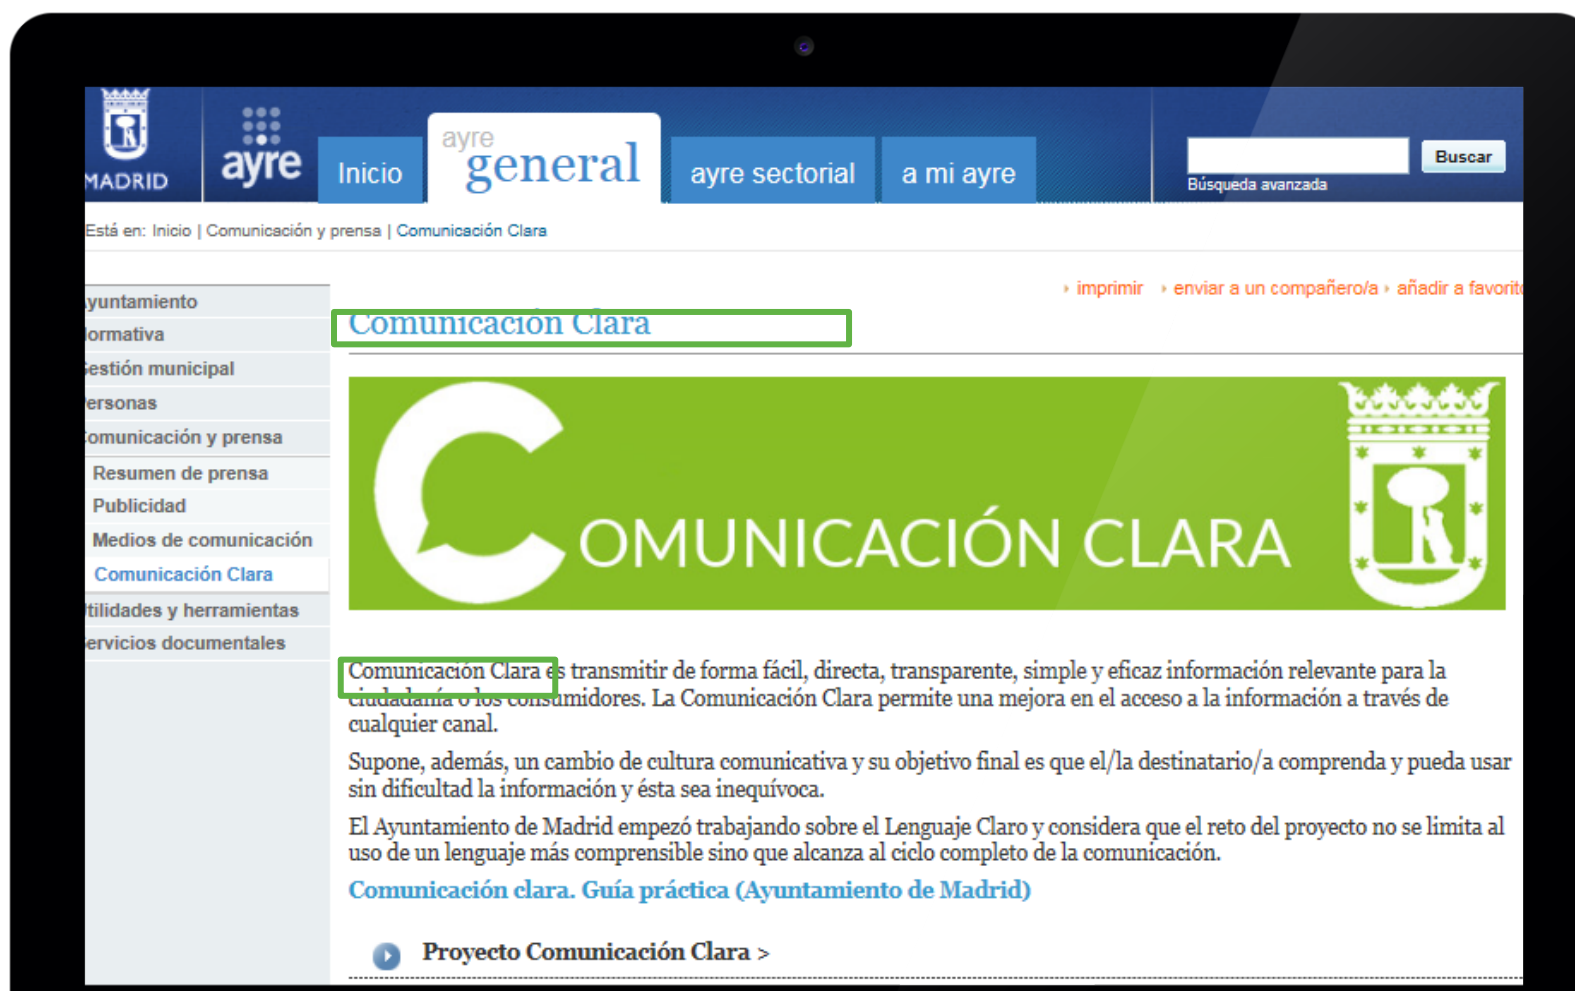 MADRID
ayre
Inicio
ayre
general
ayre sectorial
a mi ayre
Buscar
Búsqueda avanzada
Está en: Inicio | Comunicación y prensa | Comunicación Clara
imprimir enviar a un compañero/a añadir a favorito
yuntamiento
ormativa
estión municipal
ersonas
omunicación y prensa
Resumen de prensa
Publicidad
Medios de comunicación
Comunicación Clara
tilidades y herramientas
ervicios documentales
Comunicación Clara
COMUNICACIÓN CLARA
Comunicación Clara es transmitir de forma fácil, directa, transparente, simple y eficaz información relevante para la
ciudadanía o los consumidores. La Comunicación Clara permite una mejora en el acceso a la información a través de
cualquier canal.
Supone, además, un cambio de cultura comunicativa y su objetivo final es que el/la destinatario/a comprenda y pueda usar
sin dificultad la información y ésta sea inequívoca.
El Ayuntamiento de Madrid empezó trabajando sobre el Lenguaje Claro y considera que el reto del proyecto no se limita al
uso de un lenguaje más comprensible sino que alcanza al ciclo completo de la comunicación.
Comunicación clara. Guía práctica (Ayuntamiento de Madrid)
Proyecto Comunicación Clara >